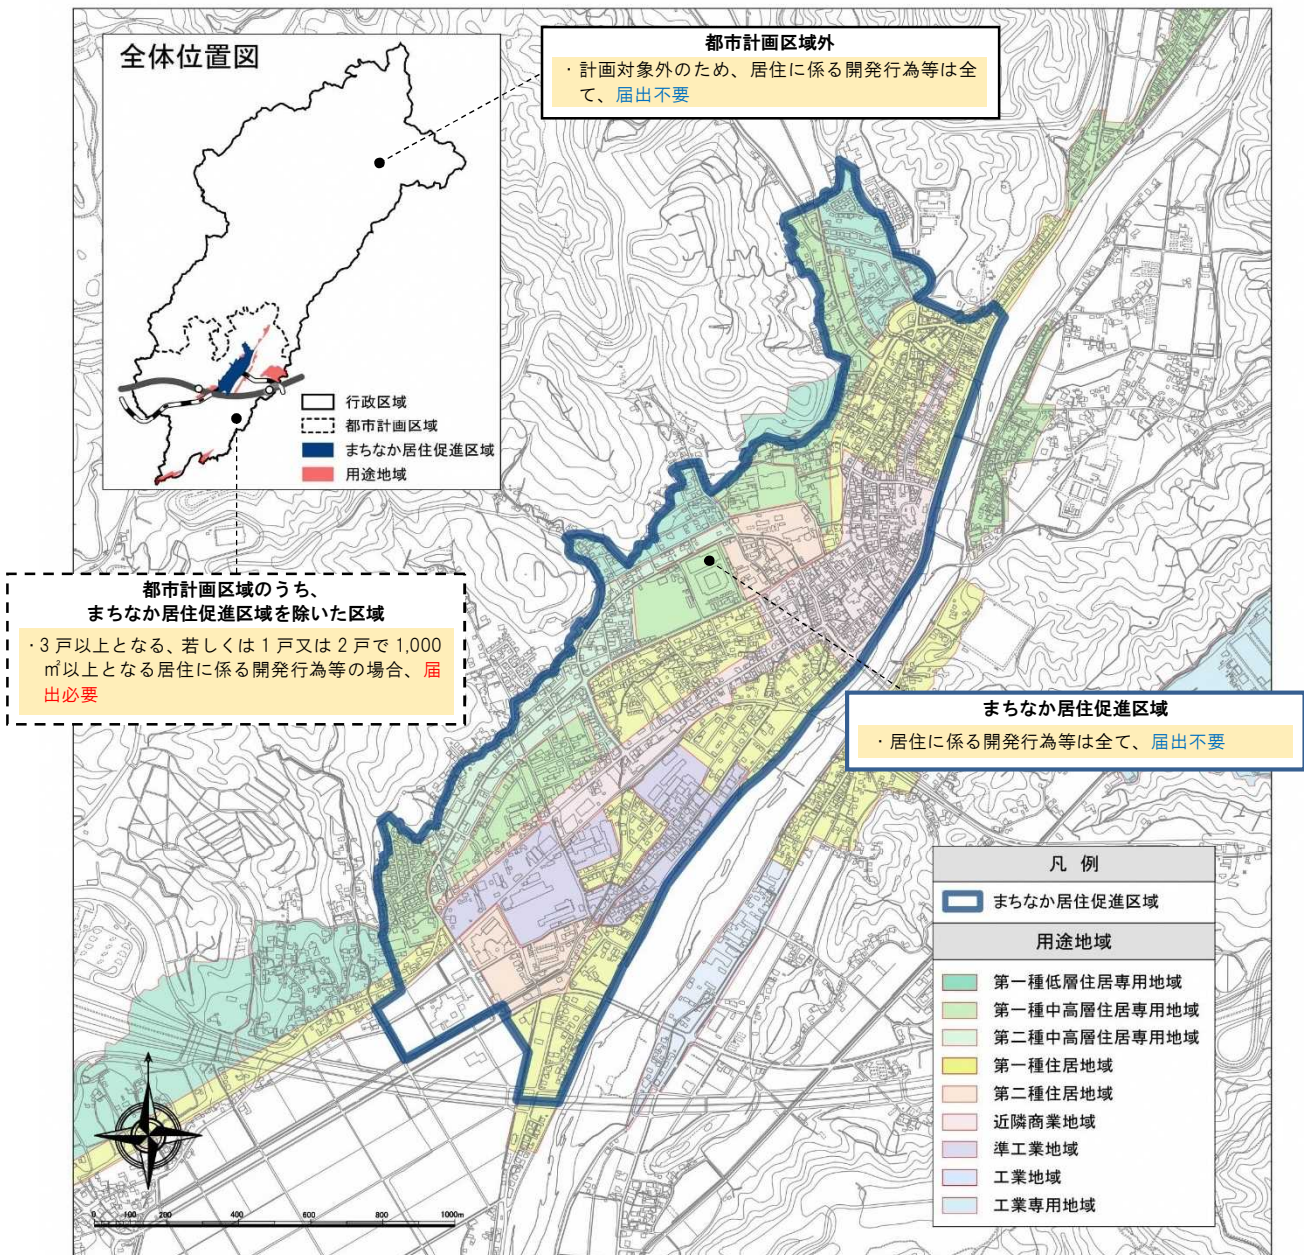 全体位置図
行政区域
都市計画区域
まちなか居住促進区域
用途地域
都市計画区域外
・計画対象外のため、居住に係る開発行為等は全
て、届出不要
都市計画区域のうち、
まちなか居住促進区域を除いた区域
・3 戸以上となる、若しくは 1 戸又は 2 戸で 1,000
㎡以上となる居住に係る開発行為等の場合、届
出必要
まちなか居住促進区域
・居住に係る開発行為等は全て、届出不要
凡 例
まちなか居住促進区域
用途地域
第一種低層住居専用地域
第一種中高層住居専用地域
第二種中高層住居専用地域
第一種住居地域
第二種住居地域
近隣商業地域
準工業地域
工業地域
工業専用地域
0 100 200 400 600 800 1000m